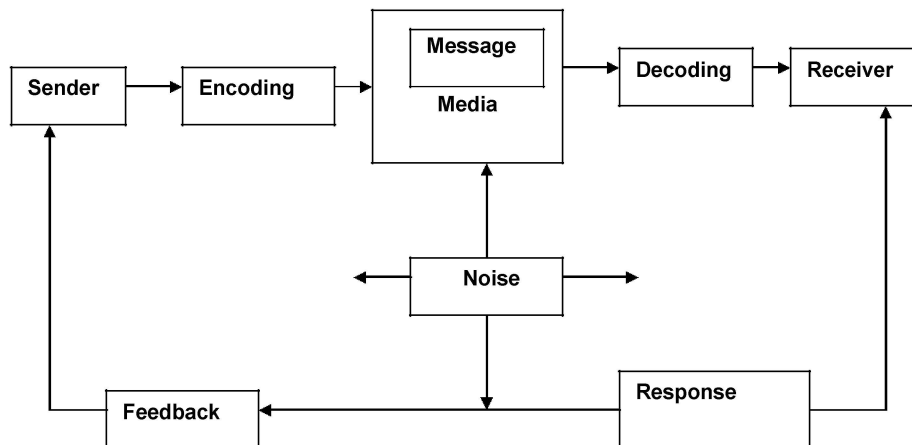 Message
Sender
Encoding
Media
Decoding
Receiver
Noise
Feedback
Response